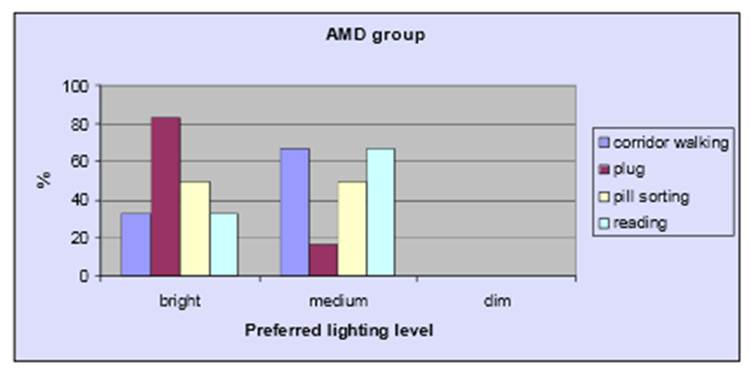 AMD group
100
80
60
40
20
0
%
bright medium dim
Preferred lighting level
corridor walking
plug
pill sorting
reading